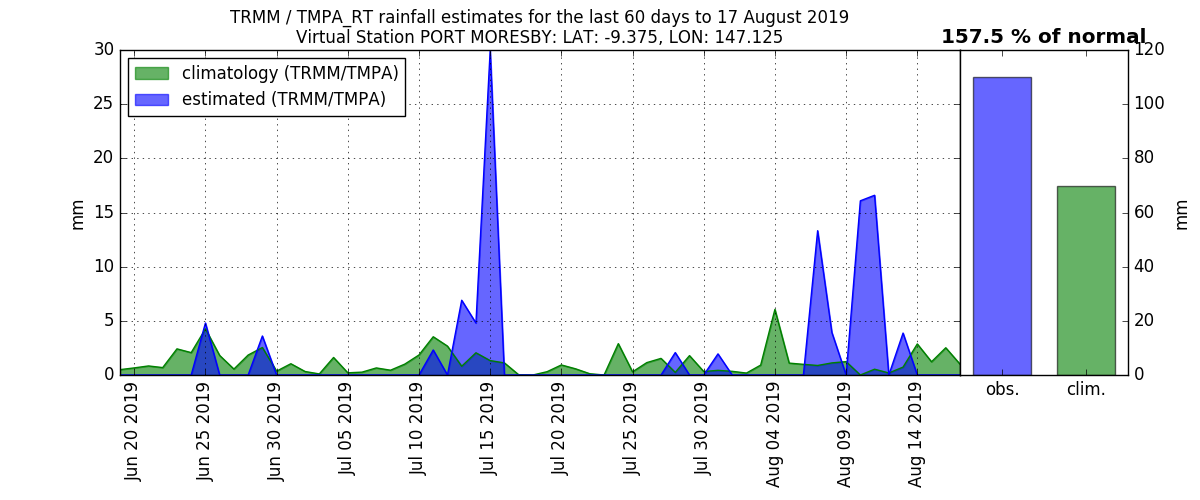 TRMM / TMPA_RT rainfall estimates for the last 60 days to 17 August 2019
Virtual Station PORT MORESBY: LAT: -9.375, LON: 147.125
157.5 % of normal
climatology (TRMM/TMPA)
estimated (TRMM/TMPA)
30
25
20
15
10
5
0
mm
120
100
80
60
40
20
0
mm
Jun 20 2019
Jun 25 2019
Jun 30 2019
Jul 05 2019
Jul 10 2019
Jul 15 2019
Jul 20 2019
Jul 25 2019
Jul 30 2019
Aug 04 2019
Aug 09 2019
Aug 14 2019
obs.
clim.